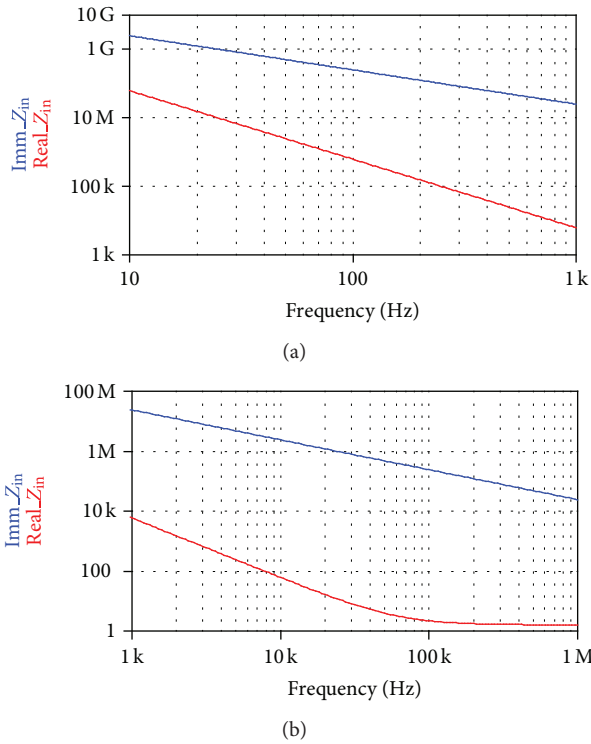 10 G
1 G
10 M
100 k
1 k
Imm_Zin
Real_Zin
10
100
1 k
Frequency (Hz)
(a)
100 M
1 M
10 k
100
1
Imm_Zin
Real_Zin
1 k
10 k
100 k
1 M
Frequency (Hz)
(b)